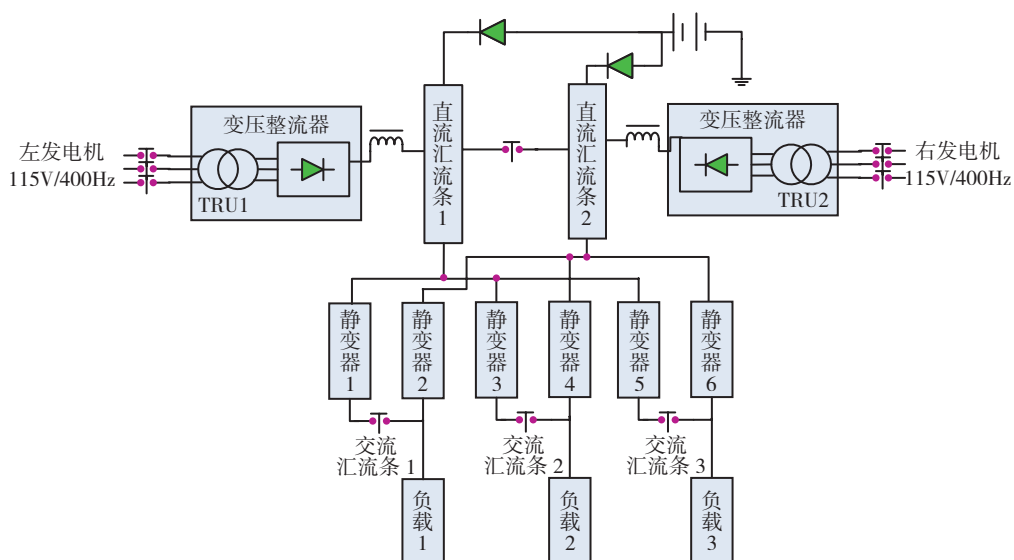 变压整流器
左发电机
115V/400Hz
TRU1
直流汇流条1
直流汇流条2
变压整流器
右发电机
115V/400Hz
TRU2
静变器1
静变器2
静变器3
静变器4
静变器5
静变器6
交流
汇流条1
交流
汇流条2
交流
汇流条3
负载1
负载2
负载3